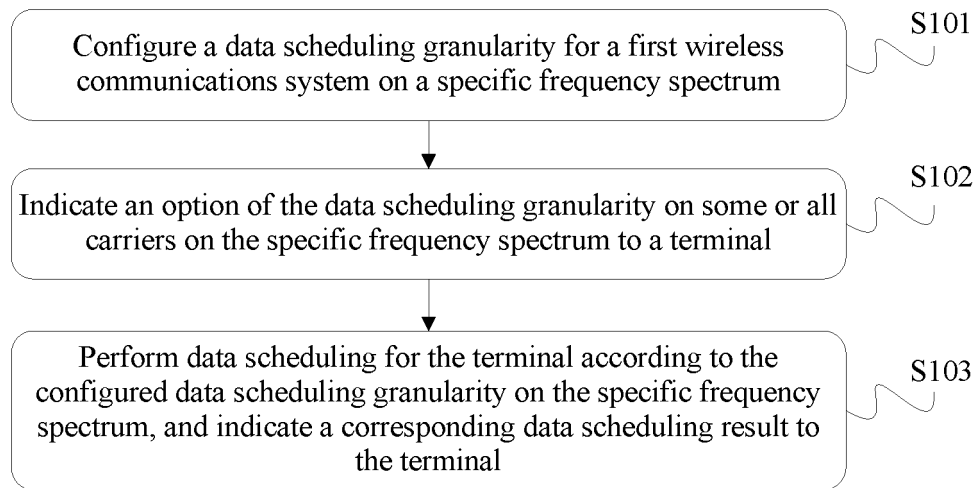 Configure a data scheduling granularity for a first wireless
communications system on a specific frequency spectrum
S101
Indicate an option of the data scheduling granularity on some or all
carriers on the specific frequency spectrum to a terminal
S102
Perform data scheduling for the terminal according to the
configured data scheduling granularity on the specific frequency
spectrum, and indicate a corresponding data scheduling result to
the terminal
S103